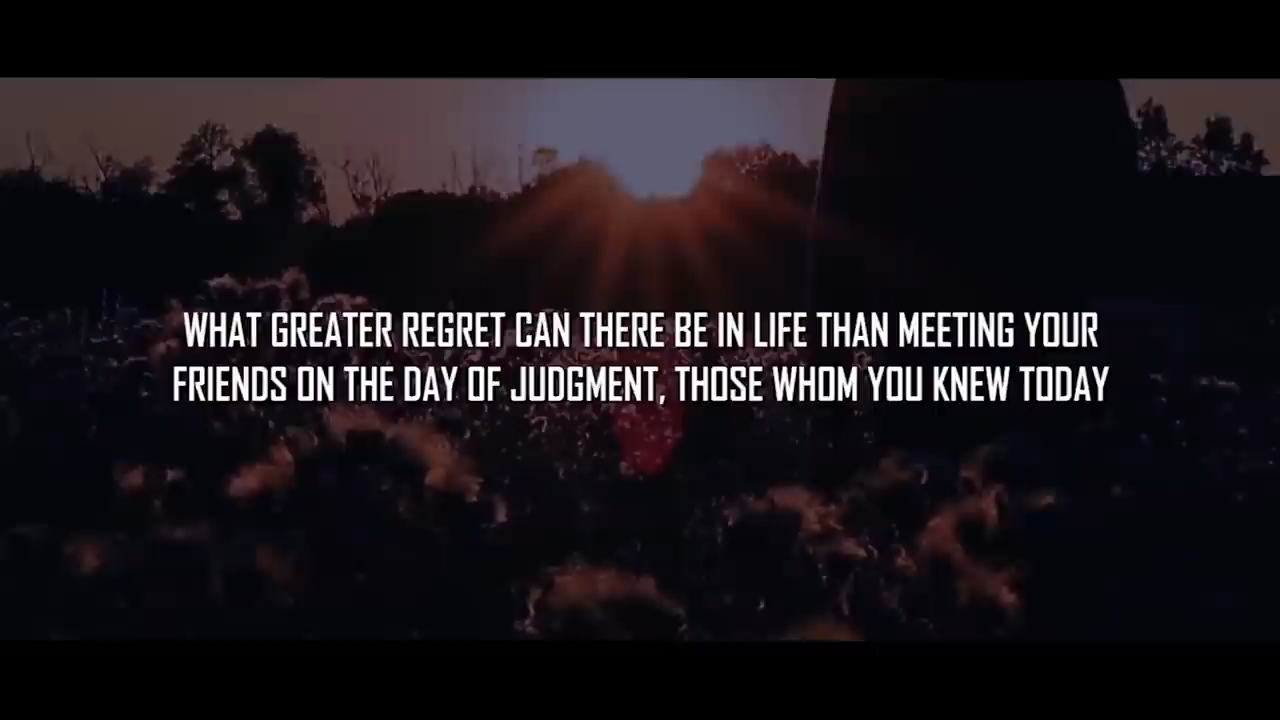 WHAT GREATER REGRET CAN THERE BE IN LIFE THAN MEETING YOUR
FRIENDS ON THE DAY OF JUDGMENT, THOSE WHOM YOU KNEW TODAY